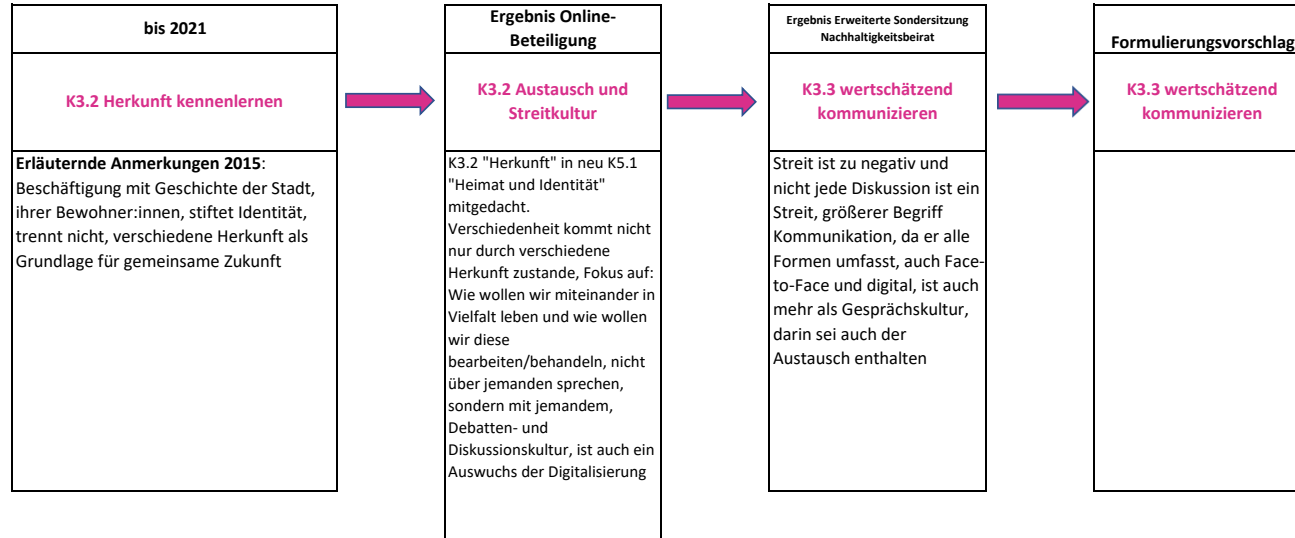 bis 2021
K3.2 Herkunft kennenlernen
Erläuternde Anmerkungen 2015:
Beschäftigung mit Geschichte der Stadt,
ihrer Bewohner:innen, stiftet Identität,
trennt nicht, verschiedene Herkunft als
Grundlage für gemeinsame Zukunft
Ergebnis Online-
Beteiligung
K3.2 Austausch und
Streitkultur
K3.2 "Herkunft" in neu K5.1
"Heimat und Identität"
mitgedacht.
Verschiedenheit kommt nicht
nur durch verschiedene
Herkunft zustande, Fokus auf:
Wie wollen wir miteinander in
Vielfalt leben und wie wollen
wir diese
bearbeiten/behandeln, nicht
über jemanden sprechen,
sondern mit jemandem,
Debatten- und
Diskussionskultur, ist auch ein
Auswuchs der Digitalisierung
Ergebnis Erweiterte Sondersitzung
Nachhaltigkeitsbeirat
K3.3 wertschätzend
kommunizieren
Streit ist zu negativ und
nicht jede Diskussion ist ein
Streit, größerer Begriff
Kommunikation, da er alle
Formen umfasst, auch Face-
to-Face und digital, ist auch
mehr als Gesprächskultur,
darin sei auch der
Austausch enthalten
Formulierungsvorschlag
K3.3 wertschätzend
kommunizieren